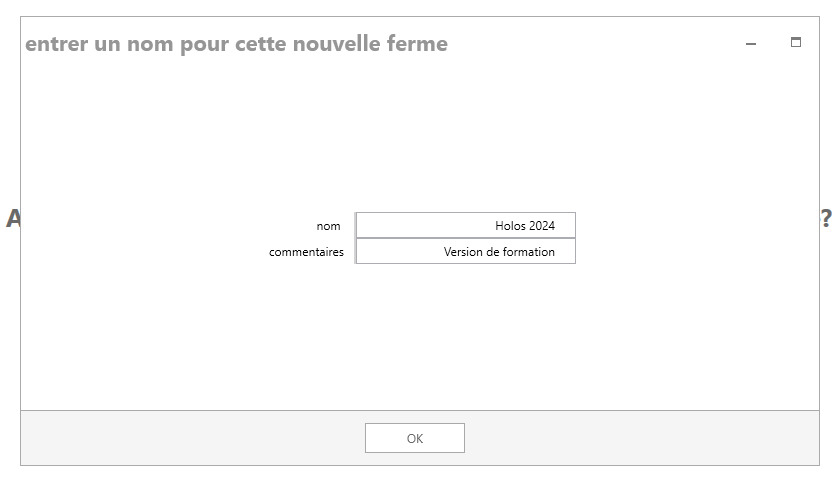 entrer un nom pour cette nouvelle ferme
A ?
nom Holos 2024
commentaires Version de formation
OK